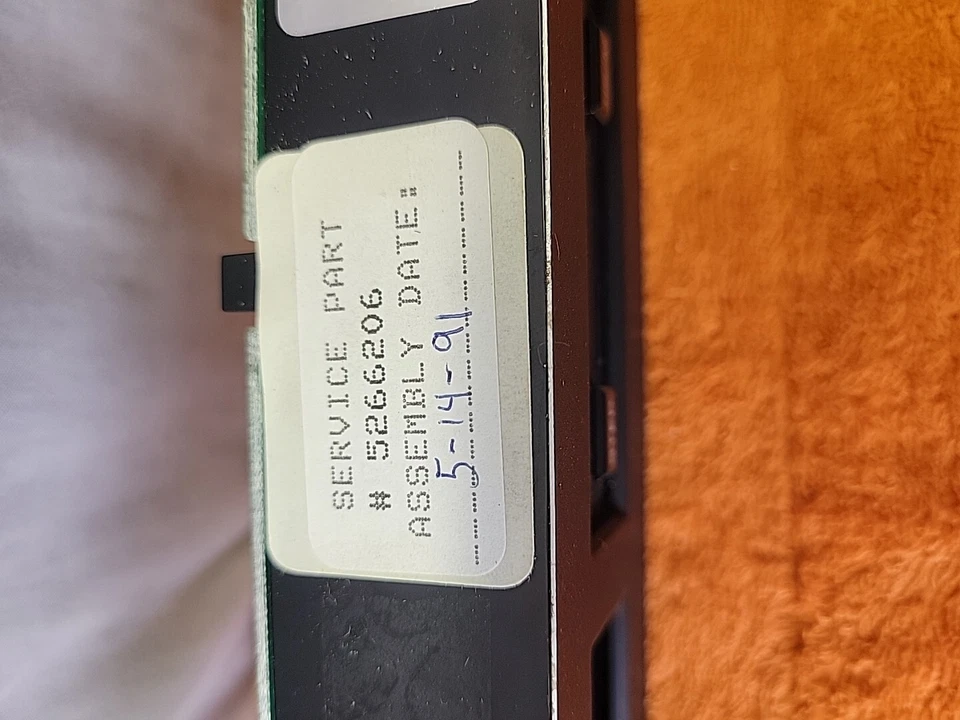 SERVICE PART
# 5266206
ASSEMBLY DATE:
5-14-91